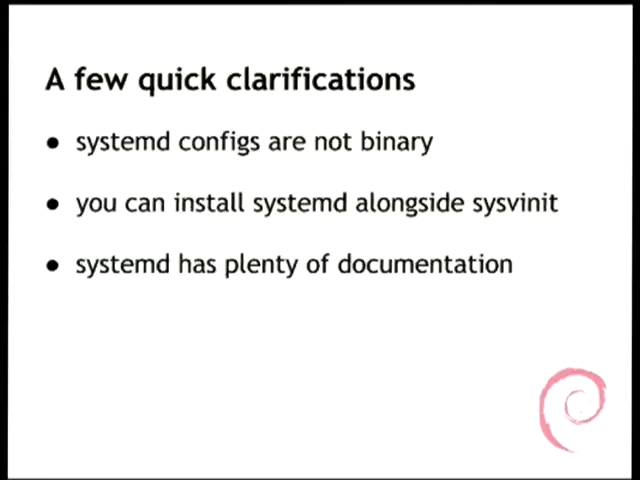 A few quick clarifications
● systemd configs are not binary
● you can install systemd alongside sysvinit
● systemd has plenty of documentation